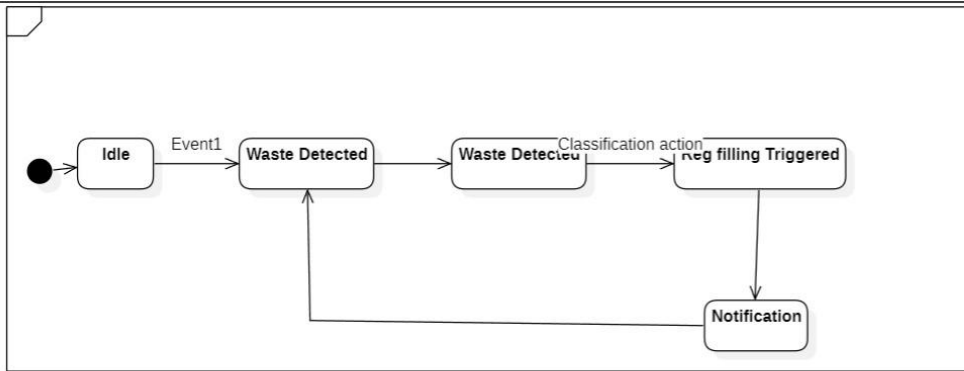 Idle
Event1
Waste Detected
Waste Detected
Classification action
Reg filling Triggered
Notification